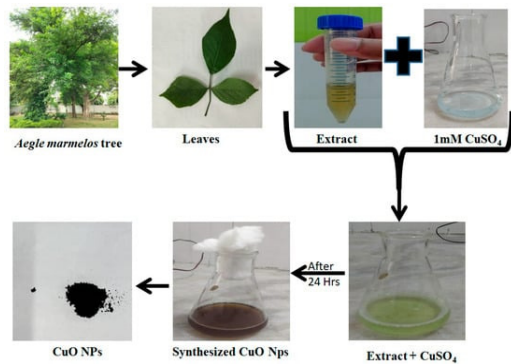 Aegle marmelos tree
Leaves
Extract
1mM CuSO₄
After
24 Hrs
CuO NPs
Synthesized CuO Nps
Extract + CuSO₄